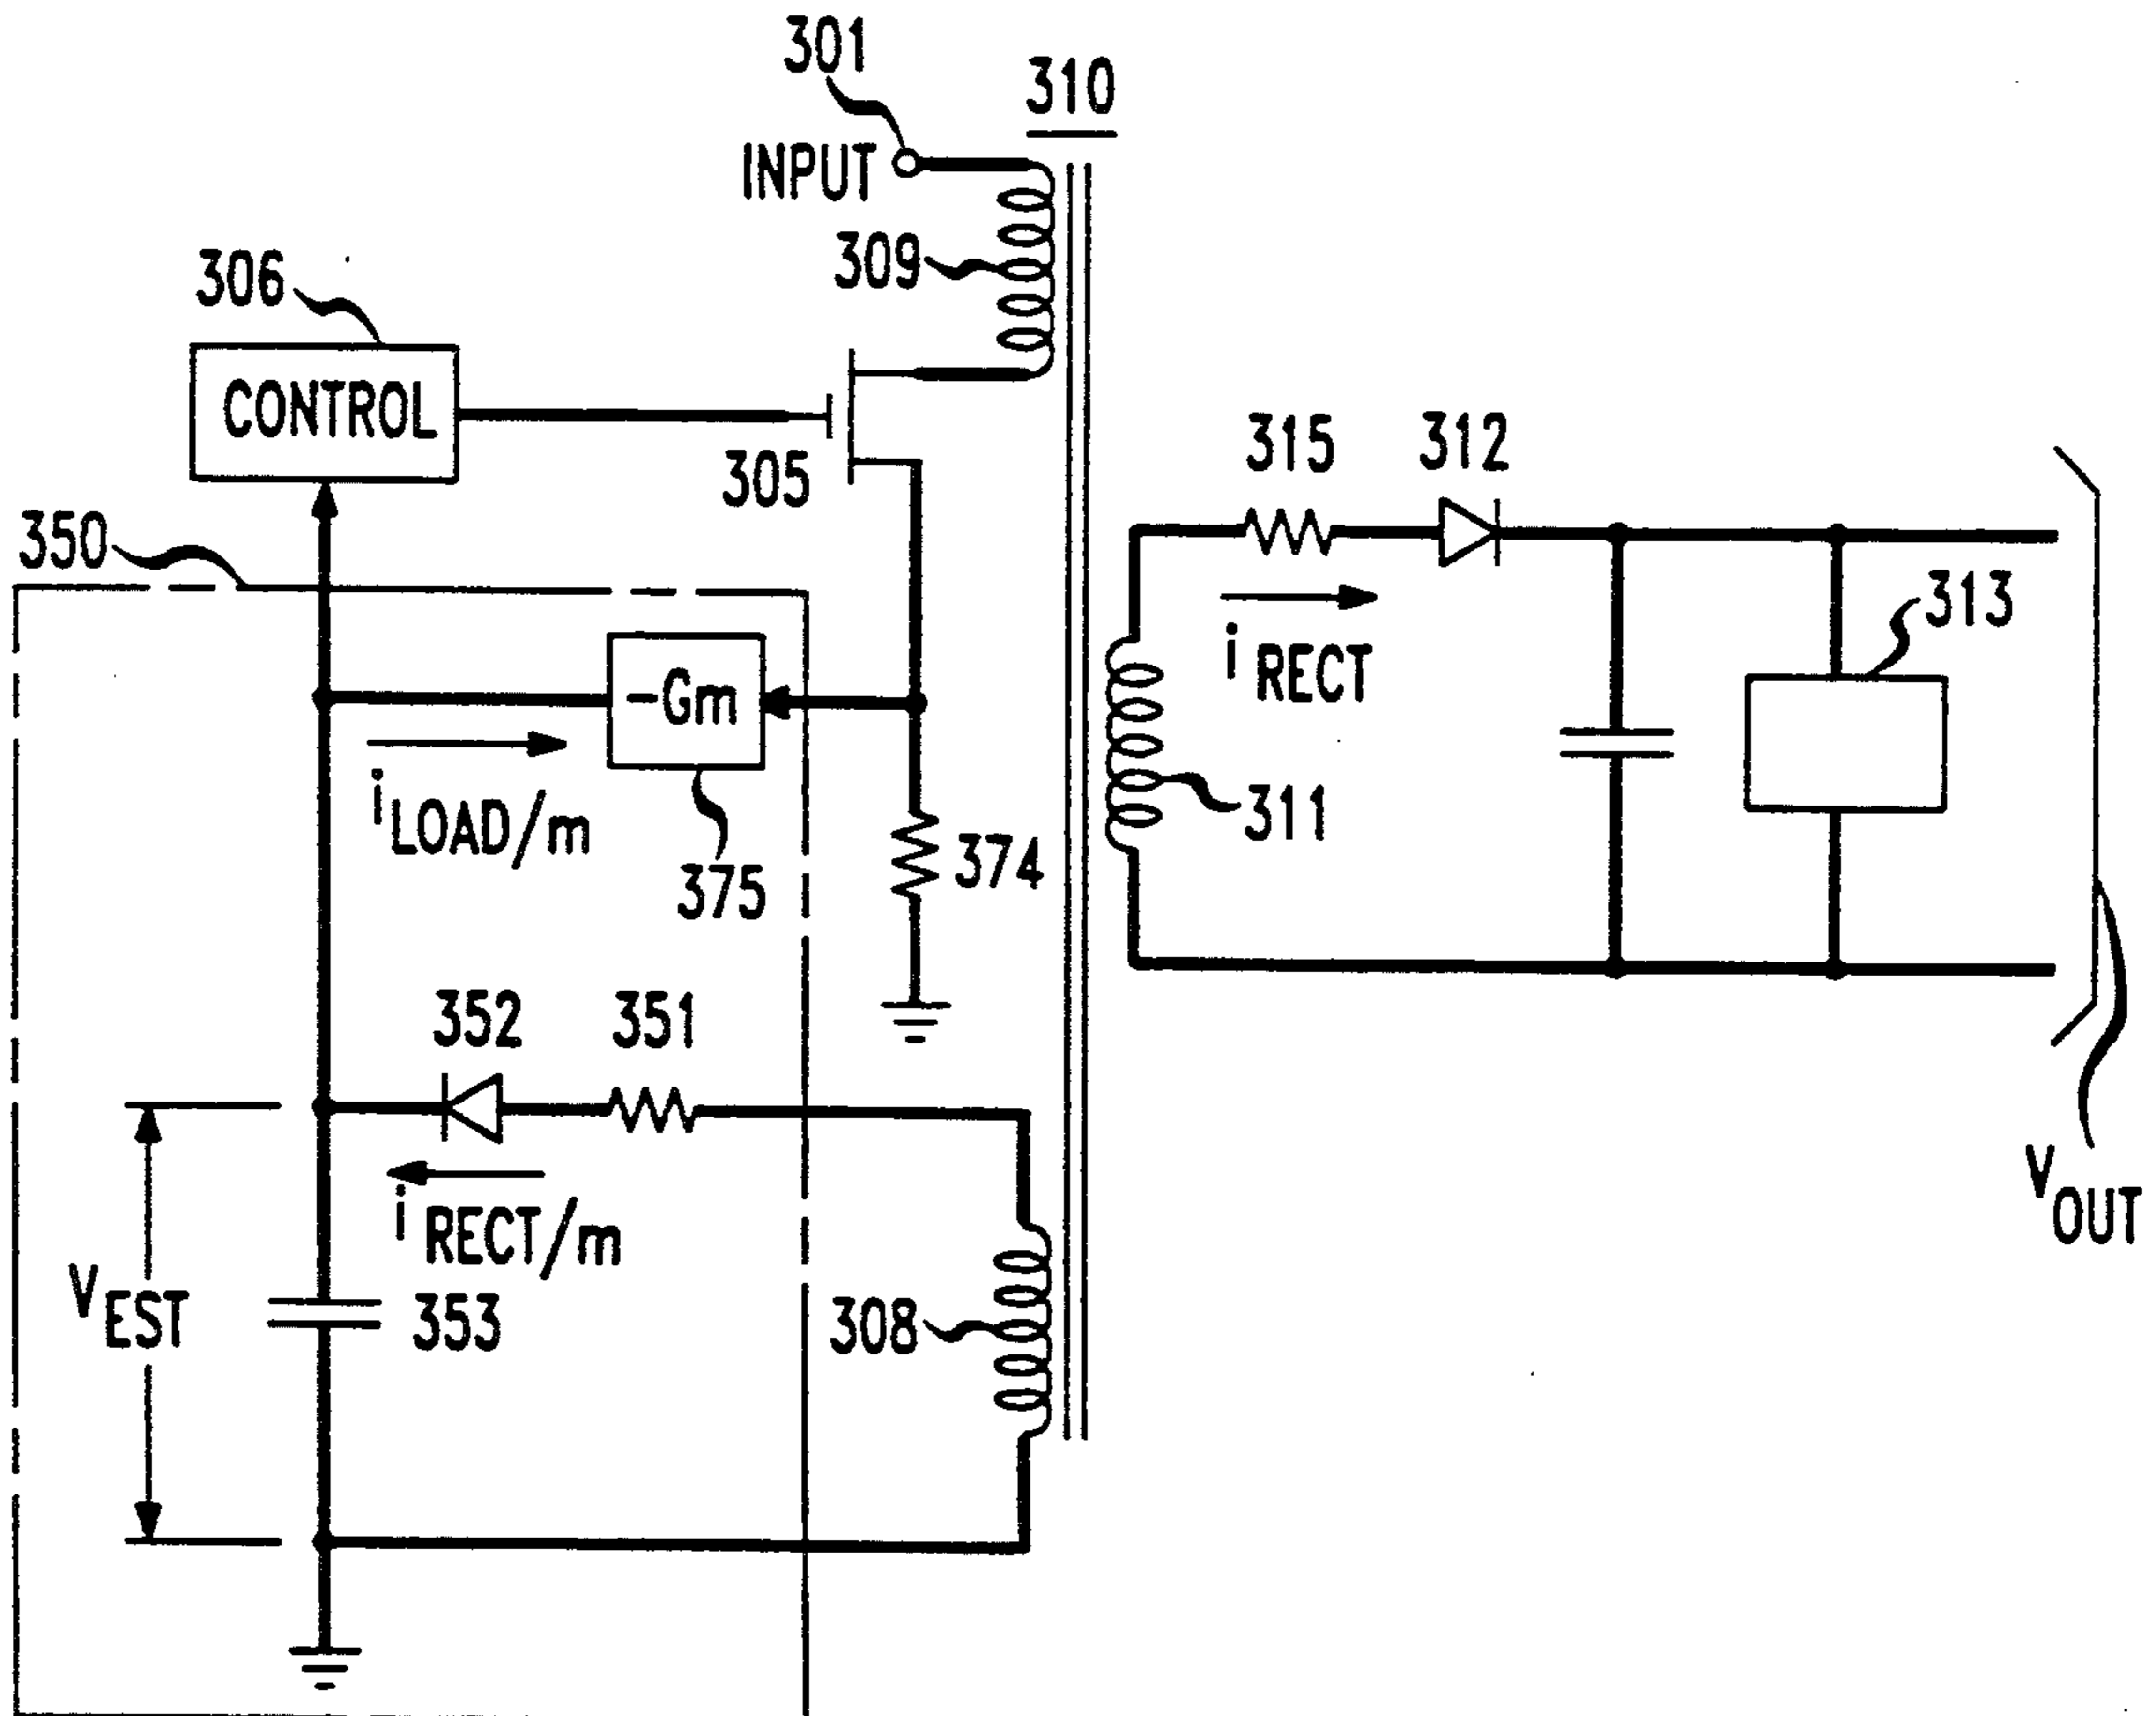 301
310
INPUT
309
306
CONTROL
305
315
312
350
313
-Gm
i RECT
i LOAD/m
311
375
374
352
351
i RECT/m
V EST
353
308
V OUT